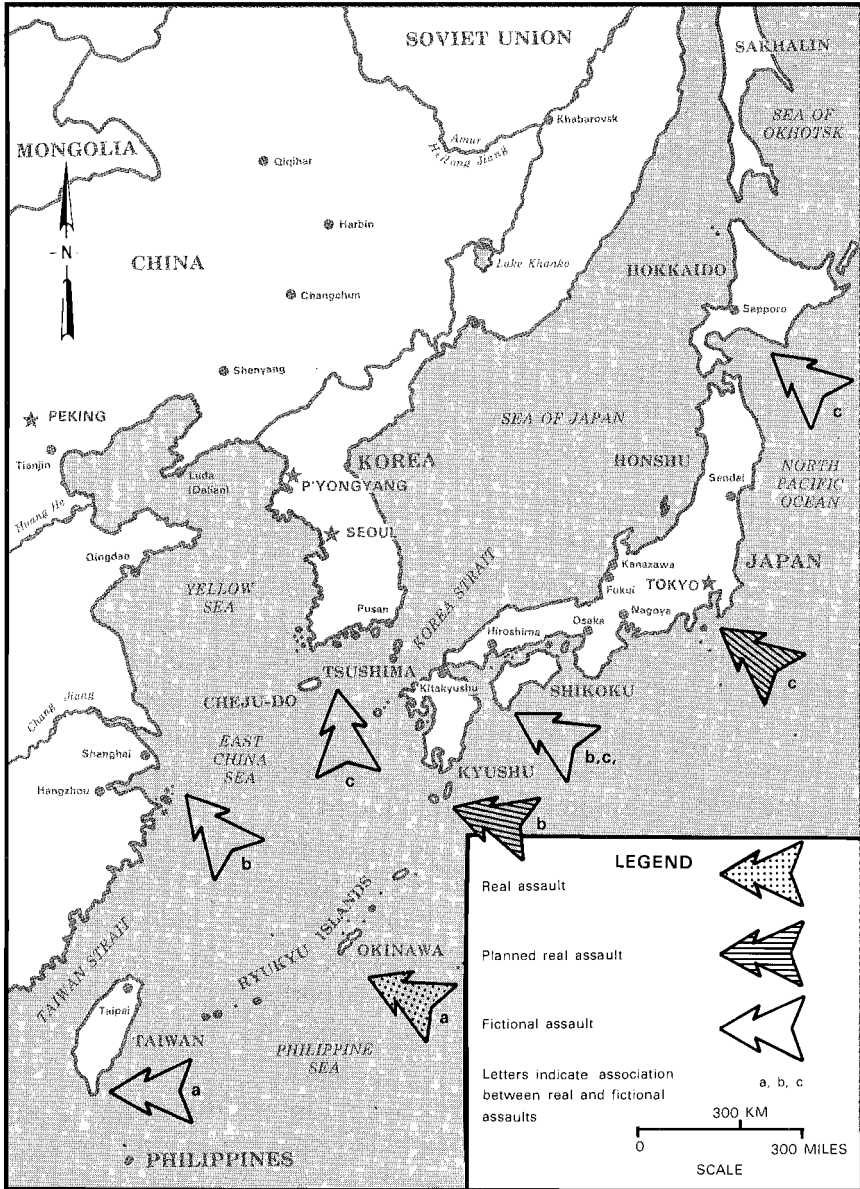 SOVIET UNION
SAKHALIN
SEA OF
OKHOTSK
Khabarovsk
Amur
Heilong Jiang
MONGOLIA
Qiqihar
N
Harbin
CHINA
Lake Khanko
HOKKAIDO
Changchun
Sapporo
Shenyang
c
PEKING
SEA OF JAPAN
Tianjin
KOREA
HONSHU
NORTH
PACIFIC
OCEAN
Luda
(Dalian)
P'YONGYANG
Sendai
Huang He
SEOUL
Qingdao
JAPAN
Kanazawa
TOKYO
Fukui
YELLOW
SEA
KOREA STRAIT
Pusan
Nagoya
Osaka
Hiroshima
TSUSHIMA
c
Kitakyushu
SHIKOKU
CHEJU-DO
Chang Jiang
EAST
CHINA
SEA
Shanghai
b,c,
KYUSHU
c
Hangzhou
b
b
LEGEND
Real assault
RYUKYU ISLANDS
OKINAWA
Planned real assault
TAIWAN STRAIT
a
Taipai
Fictional assault
TAIWAN
PHILIPPINE
SEA
a
Letters indicate association
between real and fictional
assaults
a, b, c
300 KM
0
300 MILES
SCALE
PHILIPPINES